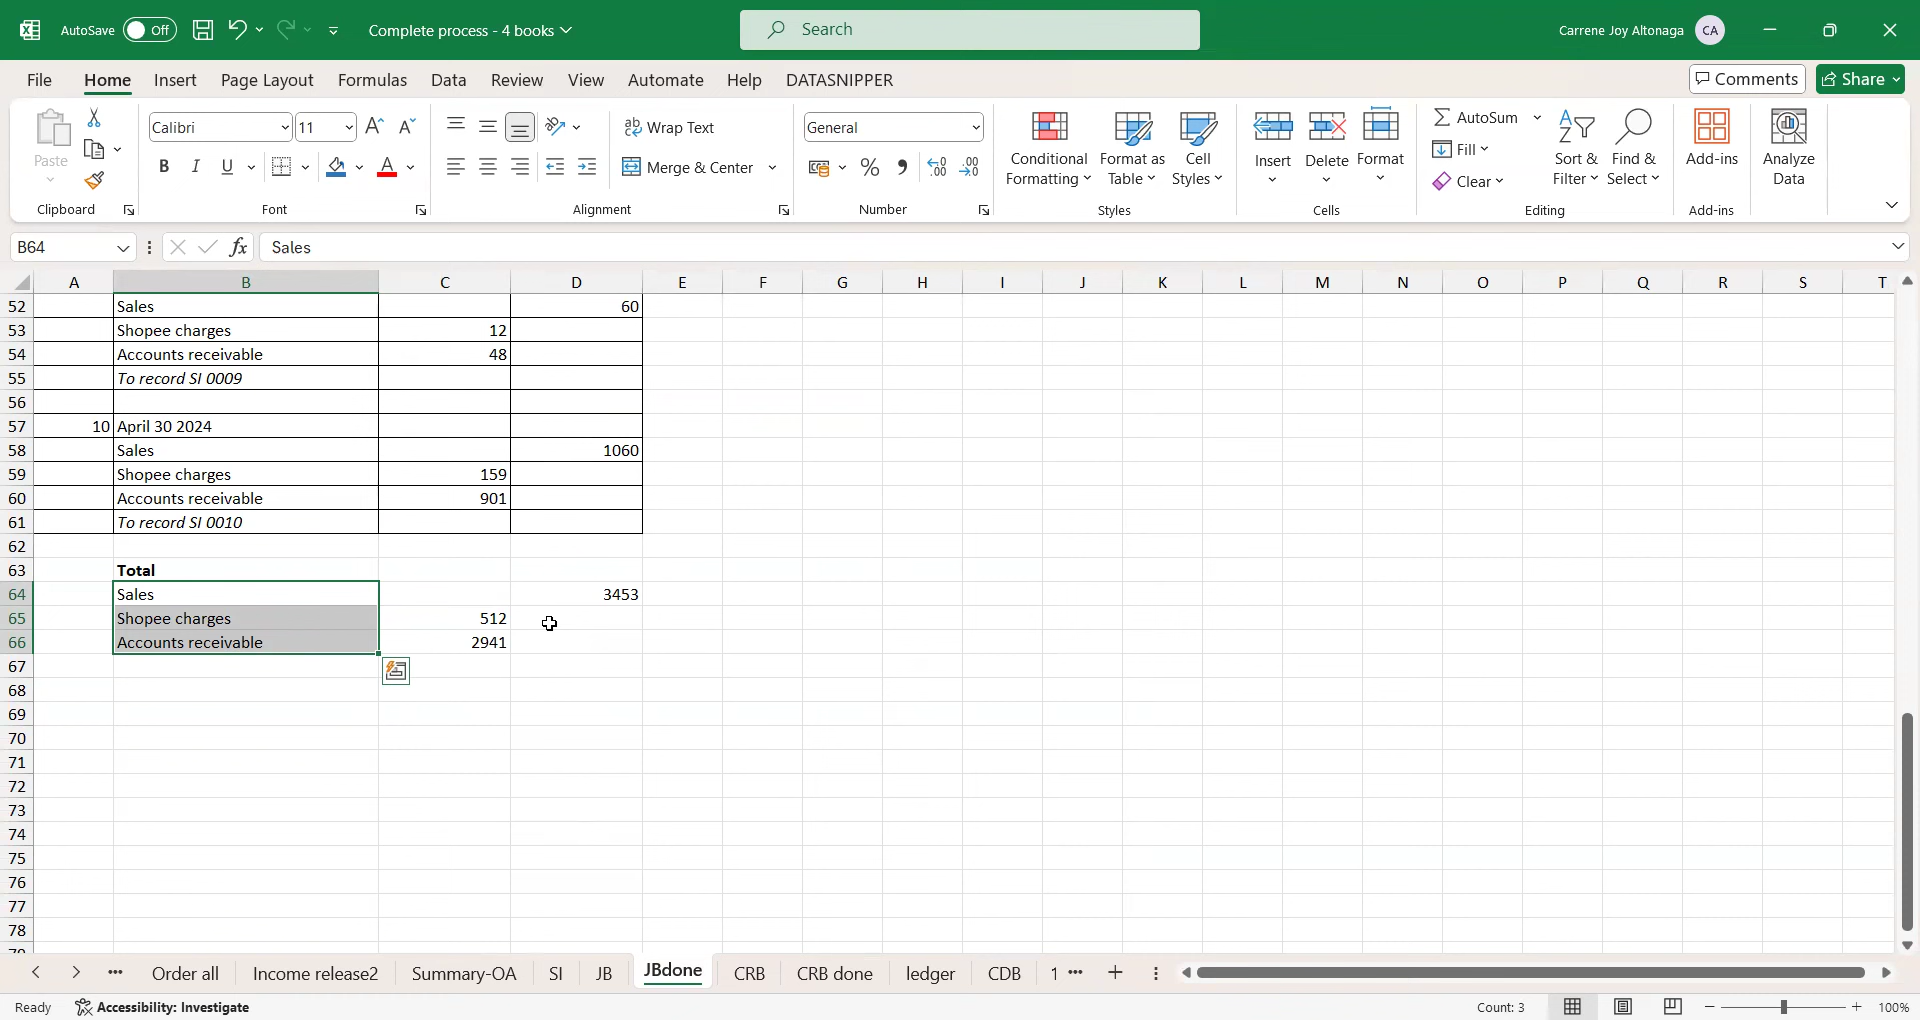 AutoSave Off Complete process - 4 books Search Carrene Joy Altonaga CA
File Home Insert Page Layout Formulas Data Review View Automate Help DATASNIPPER Comments Share
Paste Calibri 11 Wrap Text General Conditional Formatting Format as Table Cell Styles Insert Delete Format AutoSum Sort & Filter Find & Select Add-ins Analyze Data
B I U A Merge & Center % Fill
Clear
Clipboard Font Alignment Number Styles Cells Editing Add-ins
B64 fx Sales
A B C D E F G H I J K L M N O P Q R S T
52 Sales 60
53 Shopee charges 12
54 Accounts receivable 48
55 To record SI 0009
56
57 10 April 30 2024
58 Sales 1060
59 Shopee charges 159
60 Accounts receivable 901
61 To record SI 0010
62
63 Total
64 Sales 3453
65 Shopee charges 512
66 Accounts receivable 2941
67
68
69
70
71
72
73
74
75
76
77
78
Order all Income release2 Summary-OA SI JB JBdone CRB CRB done ledger CDB 1
Ready Accessibility: Investigate Count: 3 100%